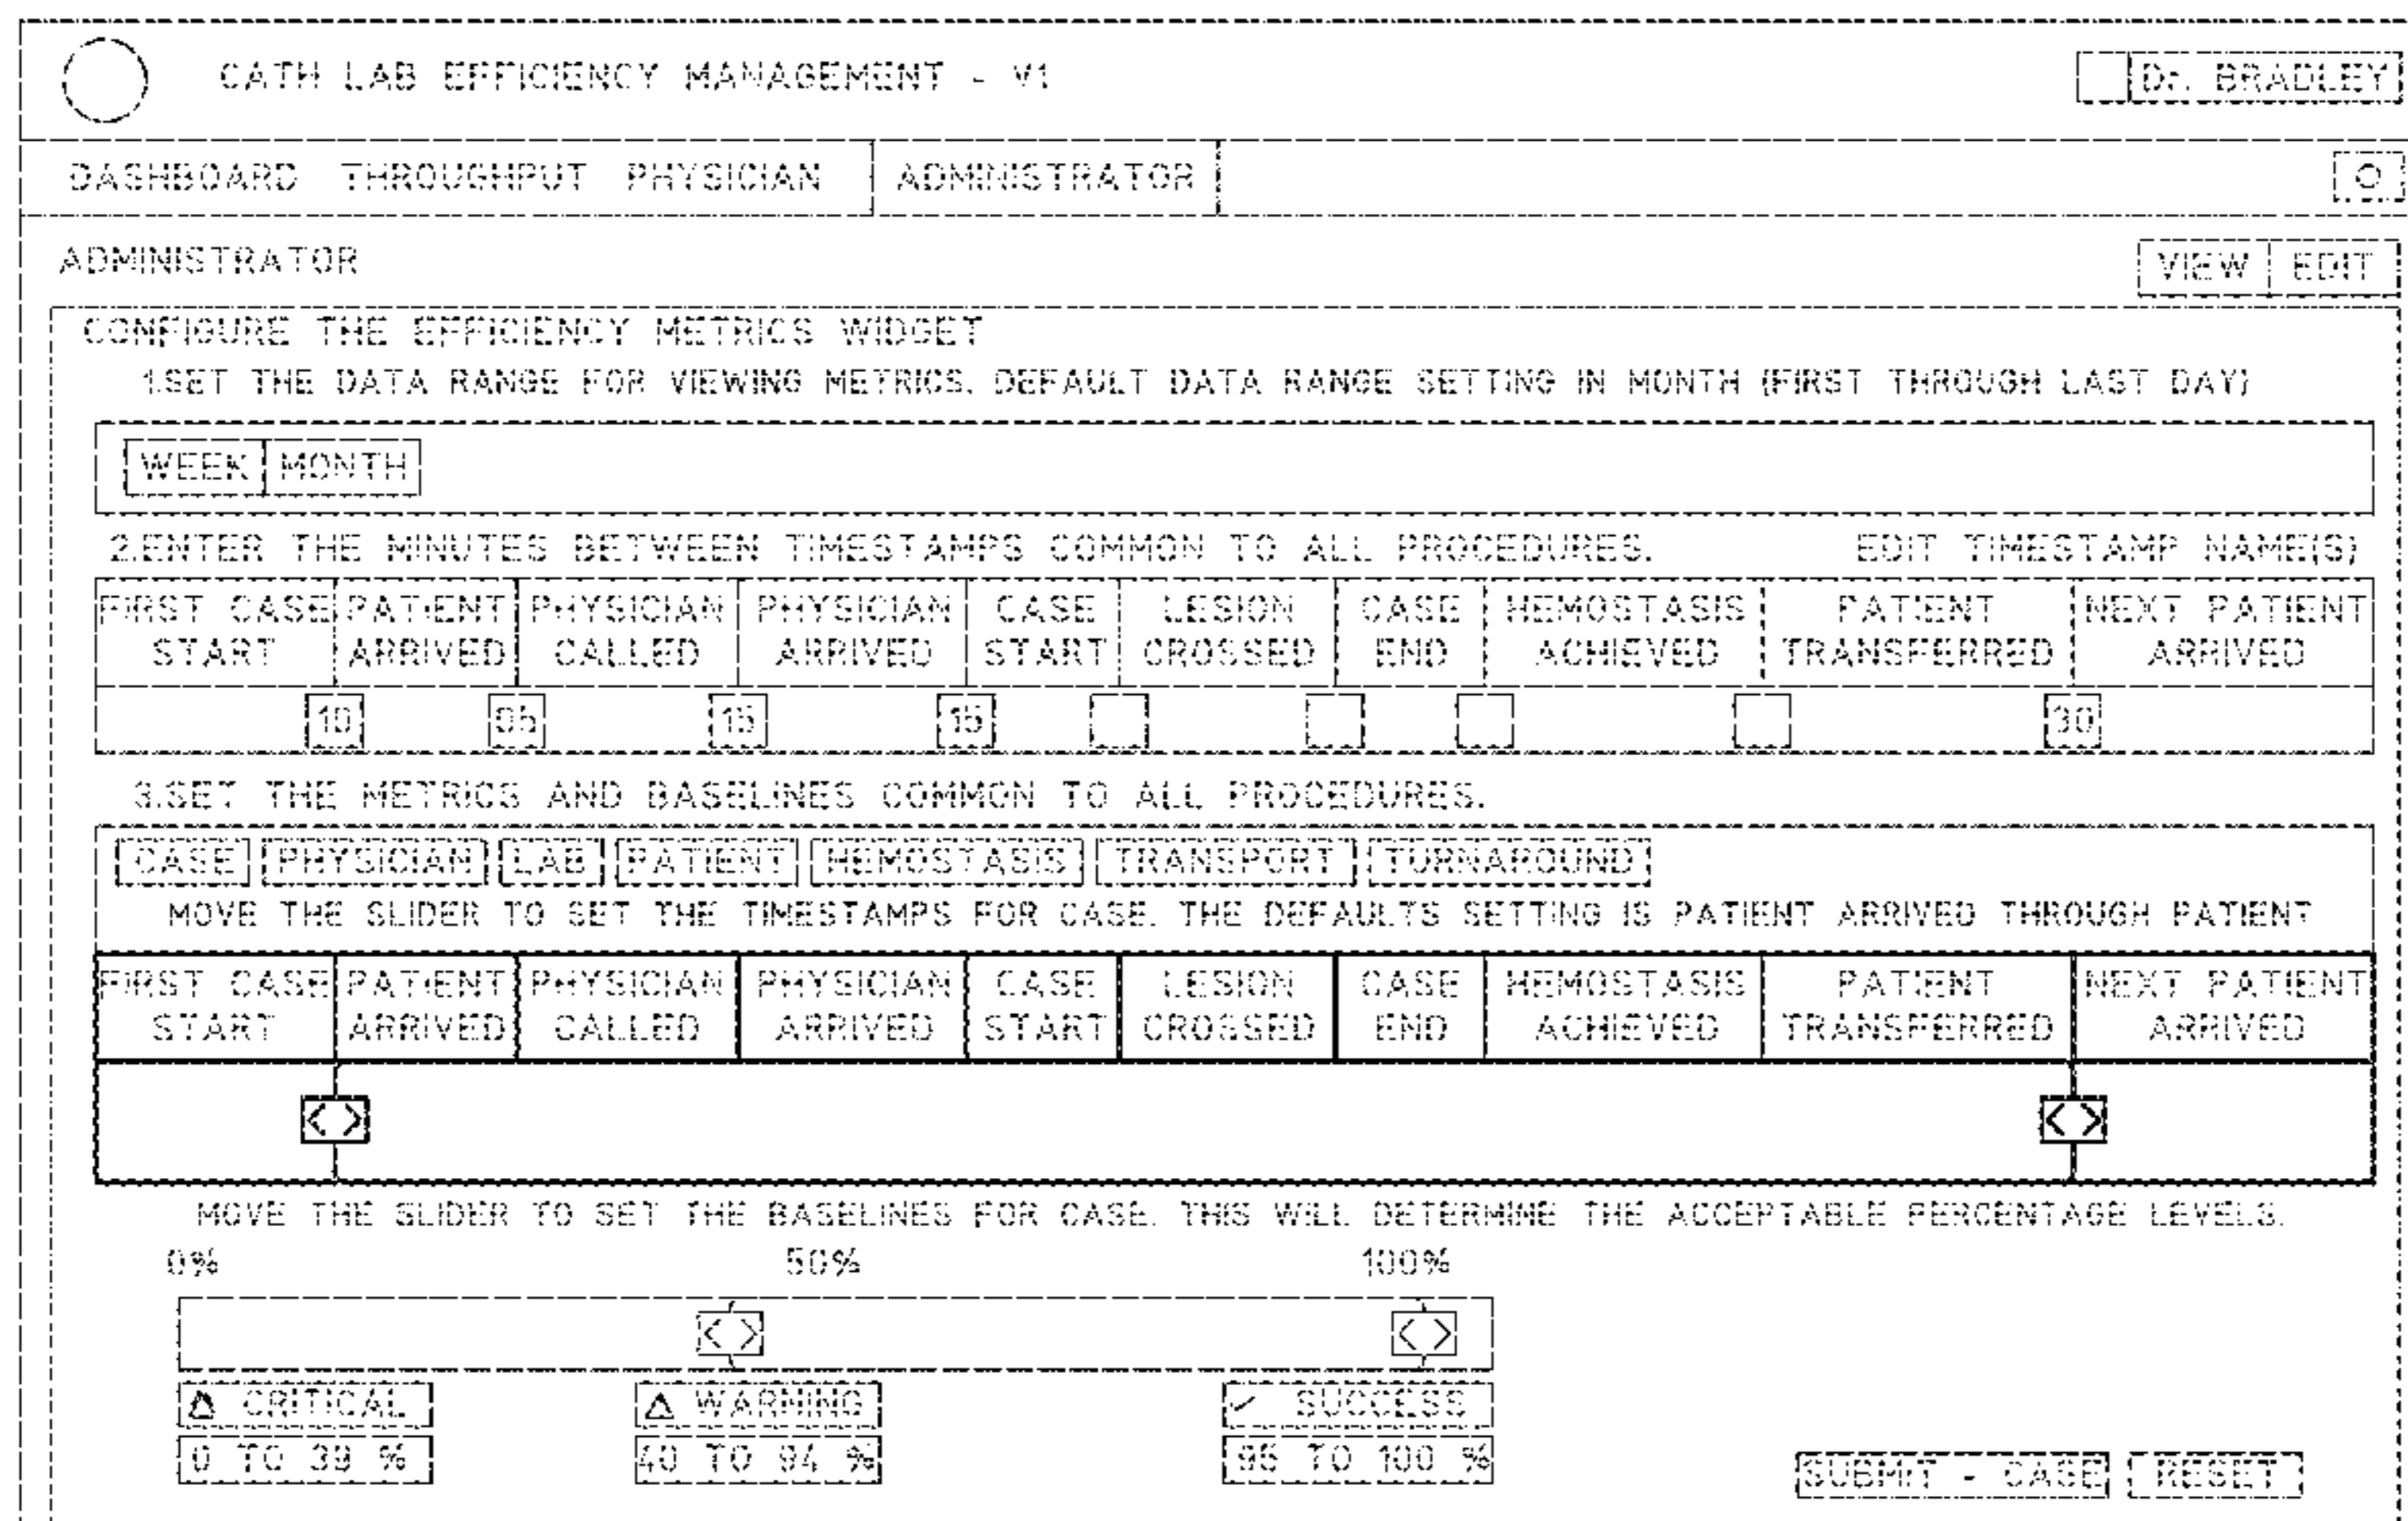 CATH LAB EFFICIENCY MANAGEMENT - V1
Dr. BRADLEY
DASHBOARD THROUGHPUT PHYSICIAN ADMINISTRATOR
ADMINISTRATOR
VIEW EDIT
CONFIGURE THE EFFICIENCY METRICS WIDGET
1.SET THE DATA RANGE FOR VIEWING METRICS. DEFAULT DATA RANGE SETTING IN MONTH (FIRST THROUGH LAST DAY)
WEEK MONTH
2.ENTER THE MINUTES BETWEEN TIMESTAMPS COMMON TO ALL PROCEDURES. EDIT TIMESTAMP NAME(S)
FIRST CASE PATIENT PHYSICIAN PHYSICIAN CASE LESION CASE HEMOSTASIS PATIENT NEXT PATIENT
START ARRIVED CALLED ARRIVED START CROSSED END ACHIEVED TRANSFERRED ARRIVED
10 05 15 15 30
3.SET THE METRICS AND BASELINES COMMON TO ALL PROCEDURES.
CASE PHYSICIAN LAB PATIENT HEMOSTASIS TRANSPORT TURNAROUND
MOVE THE SLIDER TO SET THE TIMESTAMPS FOR CASE. THE DEFAULTS SETTING IS PATIENT ARRIVED THROUGH PATIENT
FIRST CASE PATIENT PHYSICIAN PHYSICIAN CASE LESION CASE HEMOSTASIS PATIENT NEXT PATIENT
START ARRIVED CALLED ARRIVED START CROSSED END ACHIEVED TRANSFERRED ARRIVED
MOVE THE SLIDER TO SET THE BASELINES FOR CASE. THIS WILL DETERMINE THE ACCEPTABLE PERCENTAGE LEVELS.
0% 50% 100%
CRITICAL WARNING SUCCESS
0 TO 39 % 40 TO 94 % 95 TO 100 %
SUBMIT - CASE RESET